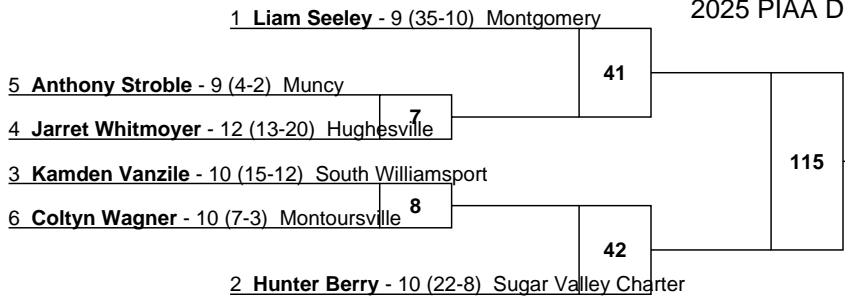 2025 PIAA D
1 Liam Seeley - 9 (35-10) Montgomery
41
5 Anthony Stroble - 9 (4-2) Muncy
7
4 Jarret Whitmoyer - 12 (13-20) Hughesville
115
3 Kamden Vanzile - 10 (15-12) South Williamsport
8
6 Coltyn Wagner - 10 (7-3) Montoursville
42
2 Hunter Berry - 10 (22-8) Sugar Valley Charter